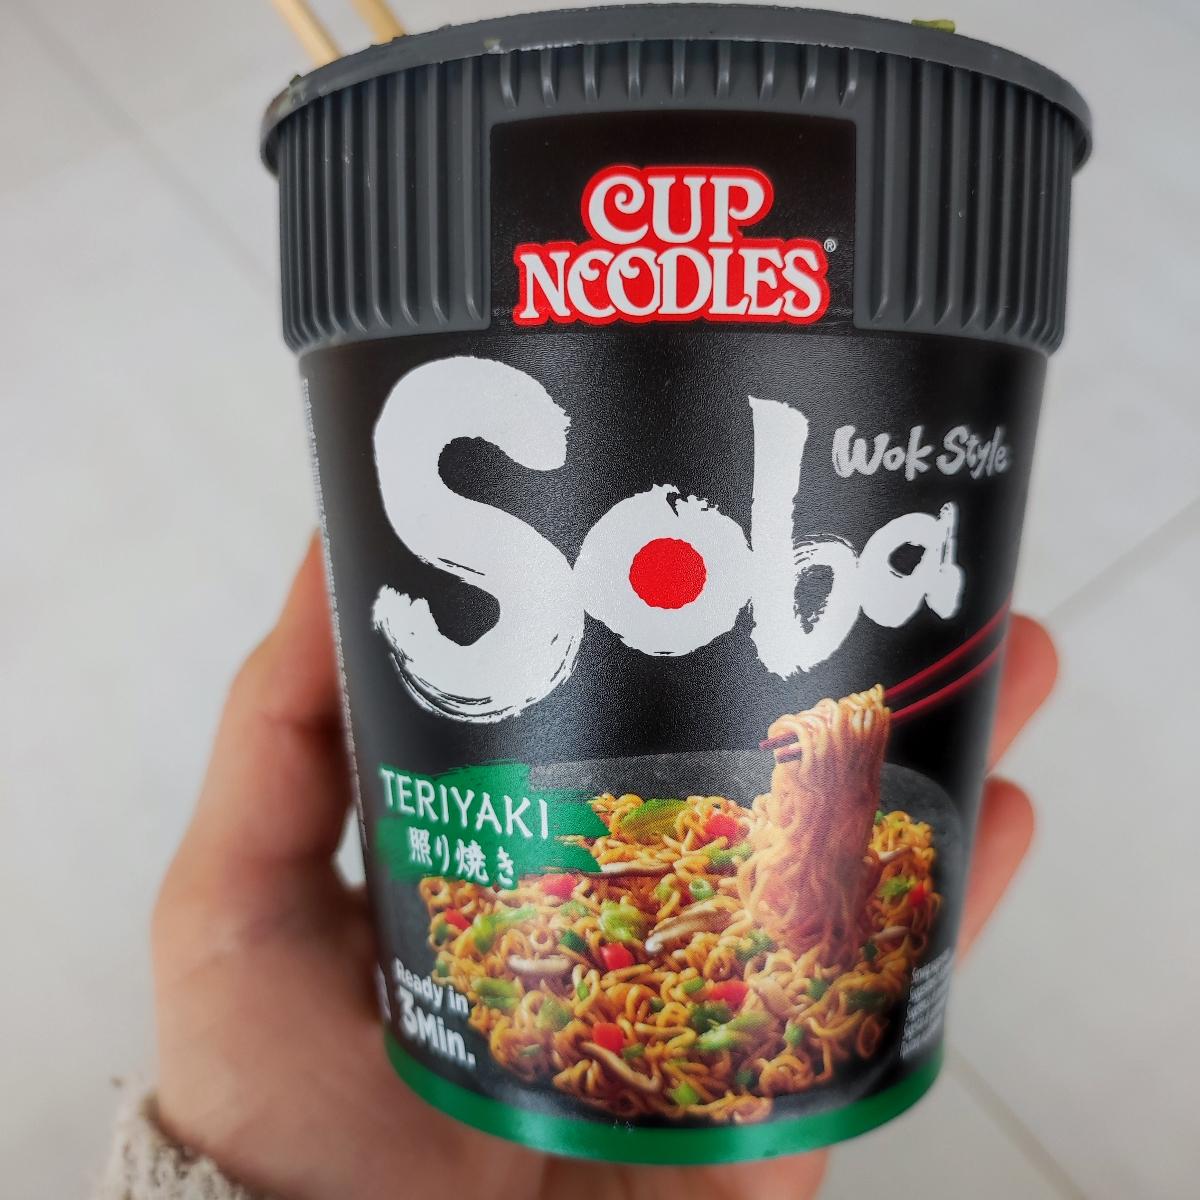 CUP
NOODLES®
Soba
Wok Style
TERIYAKI
照り焼き
Ready in
3Min.